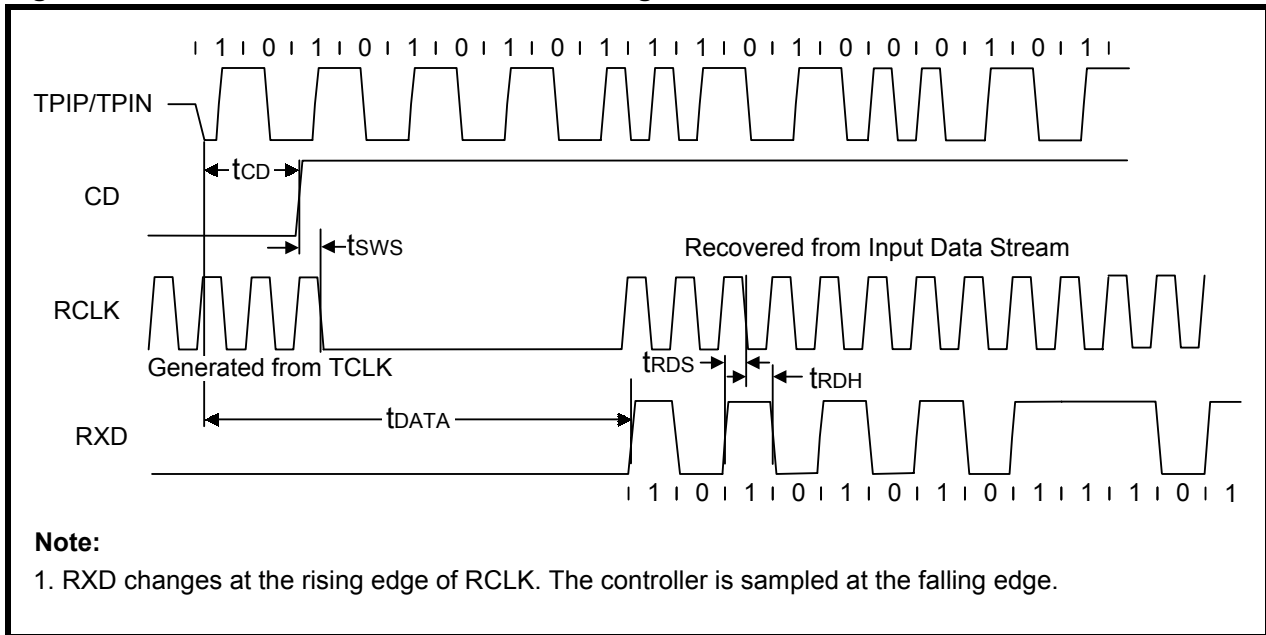 1 0 1 0 1 0 1 0 1 1 1 0 1 0 0 0 1 0 1
TPIP/TPIN
tCD
CD
tSWS
Recovered from Input Data Stream
RCLK
Generated from TCLK
tRDS
tRDH
tDATA
RXD
1 0 1 0 1 0 1 0 1 1 1 0 1
Note:
1. RXD changes at the rising edge of RCLK. The controller is sampled at the falling edge.